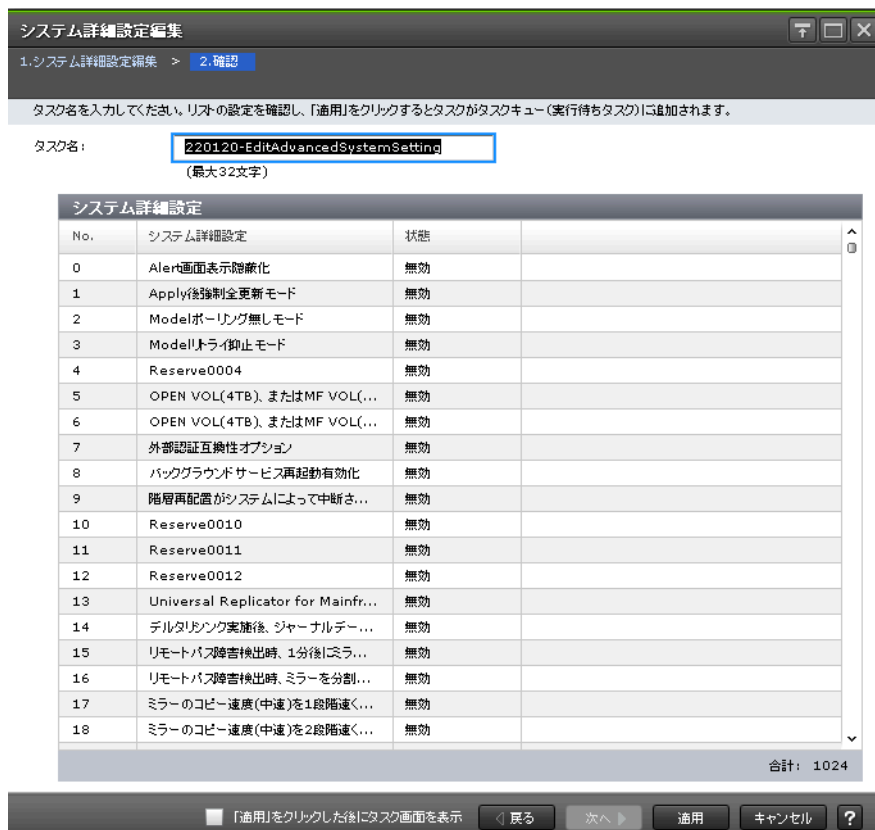 システム詳細設定編集
1.システム詳細設定編集 > 2.確認
タスク名を入力してください。リストの設定を確認し、「適用」をクリックするとタスクがタスクキュー(実行待ちタスク)に追加されます。
タスク名: 220120-EditAdvancedSystemSetting
(最大32文字)
システム詳細設定
No. システム詳細設定 状態
0 Alert画面表示隠蔽化 無効
1 Apply後強制全更新モード 無効
2 Modelポーリング無しモード 無効
3 Modelリトライ抑止モード 無効
4 Reserve0004 無効
5 OPEN VOL(4TB)、またはMF VOL(... 無効
6 OPEN VOL(4TB)、またはMF VOL(... 無効
7 外部認証互換性オプション 無効
8 バックグラウンドサービス再起動有効化 無効
9 階層再配置がシステムによって中断さ... 無効
10 Reserve0010 無効
11 Reserve0011 無効
12 Reserve0012 無効
13 Universal Replicator for Mainfr... 無効
14 デルタリシンク実施後、ジャーナルデー... 無効
15 リモートパス障害検出時、1分後にミラ... 無効
16 リモートパス障害検出時、ミラーを分割... 無効
17 ミラーのコピー速度(中速)を1段階速く... 無効
18 ミラーのコピー速度(中速)を2段階速く... 無効
合計: 1024
「適用」をクリックした後にタスク画面を表示 戻る 次へ 適用 キャンセル ?